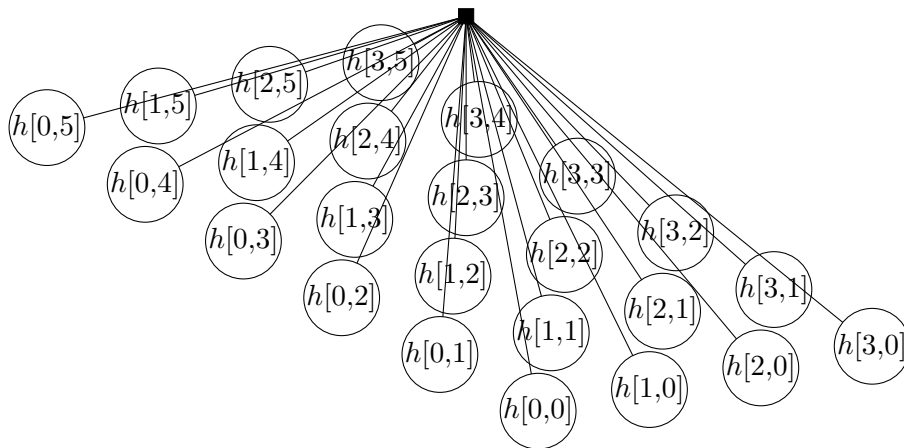 h[3,5]
h[2,5]
h[1,5]
h[0,5]
h[3,4]
h[2,4]
h[1,4]
h[0,4]
h[3,3]
h[2,3]
h[1,3]
h[0,3]
h[3,2]
h[2,2]
h[1,2]
h[0,2]
h[3,1]
h[2,1]
h[1,1]
h[0,1]
h[3,0]
h[2,0]
h[1,0]
h[0,0]